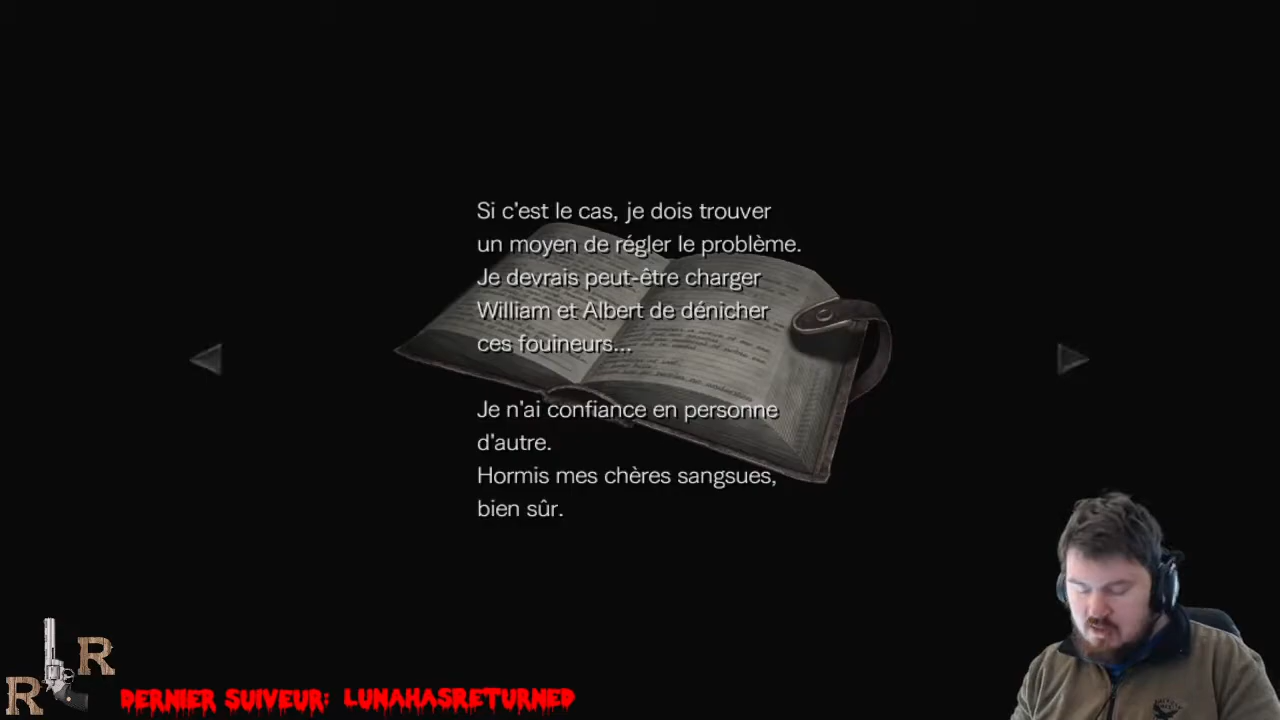 Si c'est le cas, je dois trouver
un moyen de régler le problème.
Je devrais peut-être charger
William et Albert de dénicher
ces fouineurs...
Je n'ai confiance en personne
d'autre.
Hormis mes chères sangsues,
bien sûr.
R R
DERNIER SUIVEUR: LUNAHASRETURNED